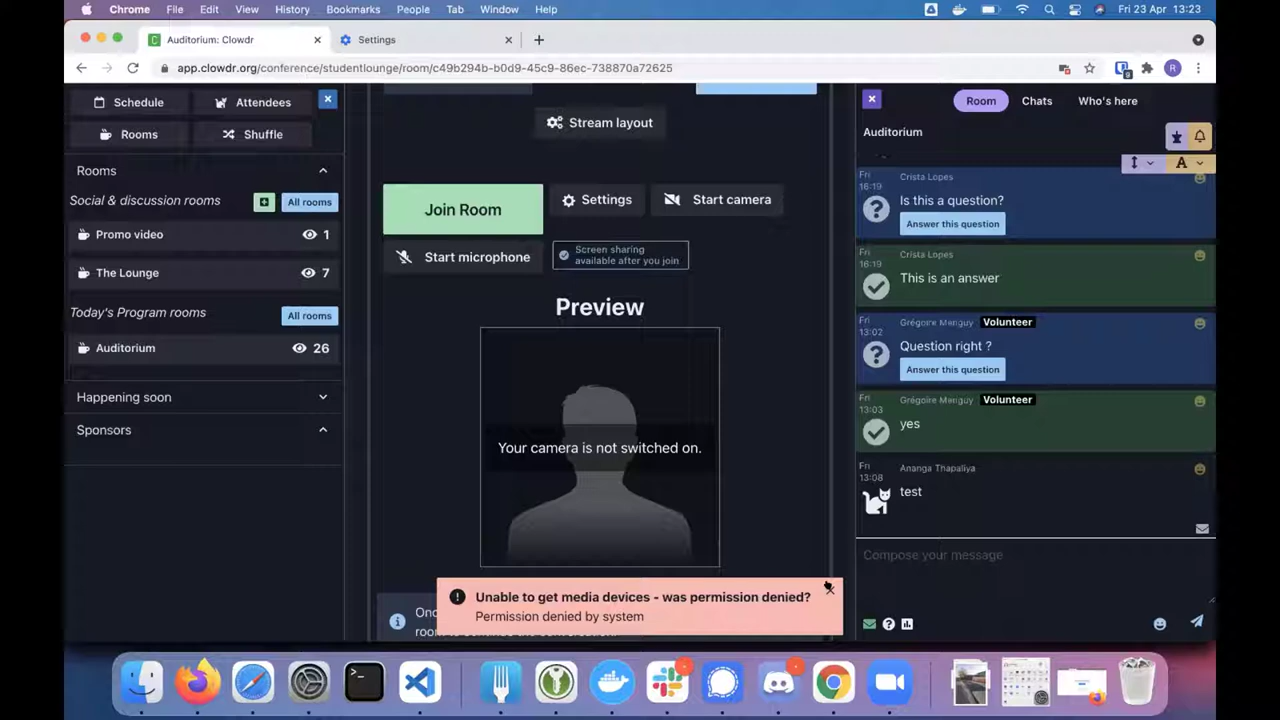 Chrome File Edit View History Bookmarks People Tab Window Help Fri 23 Apr 13:23
Auditorium: Clowdr
Settings
app.clowdr.org/conference/studentlounge/room/c49b294b-b0d9-45c9-86ec-738870a72625
R
Schedule
Attendees
Rooms
Shuffle
Rooms
Social & discussion rooms
All rooms
Promo video
1
The Lounge
7
Today's Program rooms
All rooms
Auditorium
26
Happening soon
Sponsors
Stream layout
Join Room
Settings
Start camera
Start microphone
Screen sharing
available after you join
Preview
Your camera is not switched on.
Unable to get media devices - was permission denied?
Permission denied by system
Room
Chats
Who's here
Auditorium
A
Fri
16:19
Crista Lopes
Is this a question?
Answer this question
Fri
16:19
Crista Lopes
This is an answer
Fri
13:02
Grégoire Menguy Volunteer
Question right ?
Answer this question
Fri
13:03
Grégoire Menguy Volunteer
yes
Fri
13:08
Ananga Thapaliya
test
Compose your message